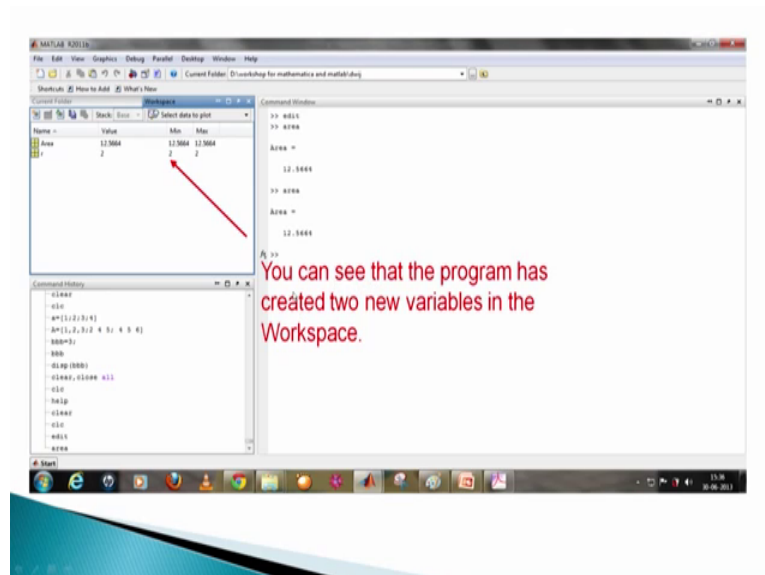 MATLAB R2011b
File Edit View Graphics Debug Parallel Desktop Window Help
Current Folder: D:\workshop for mathematica and matlab\dwij
Shortcuts How to Add What's New
Current Folder
Workspace
Stack: Base
Select data to plot
Name Value Min Max
Area 12.5664 12.5664 12.5664
r 2 2 2
Command Window
>> edit
>> area
Area =
12.5664
>> area
Area =
12.5664
fx >>
You can see that the program has
created two new variables in the
Workspace.
Command History
clear
clc
a=[1;2;3;4]
A=[1,2,3;2 4 5; 4 5 6]
bbb=3;
bbb
disp(bbb)
clear,close all
clc
help
clear
clc
edit
area
Start
15:36
30-06-2013